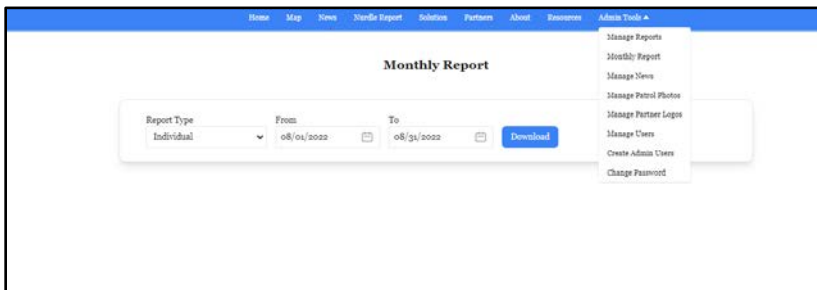 Home Map News Nurdle Report Solution Partners About Resources Admin Tools ▲
Manage Reports
Monthly Report
Manage News
Manage Patrol Photos
Manage Partner Logos
Manage Users
Create Admin Users
Change Password
Monthly Report
Report Type From To
Individual 08/01/2022 08/31/2022 Download